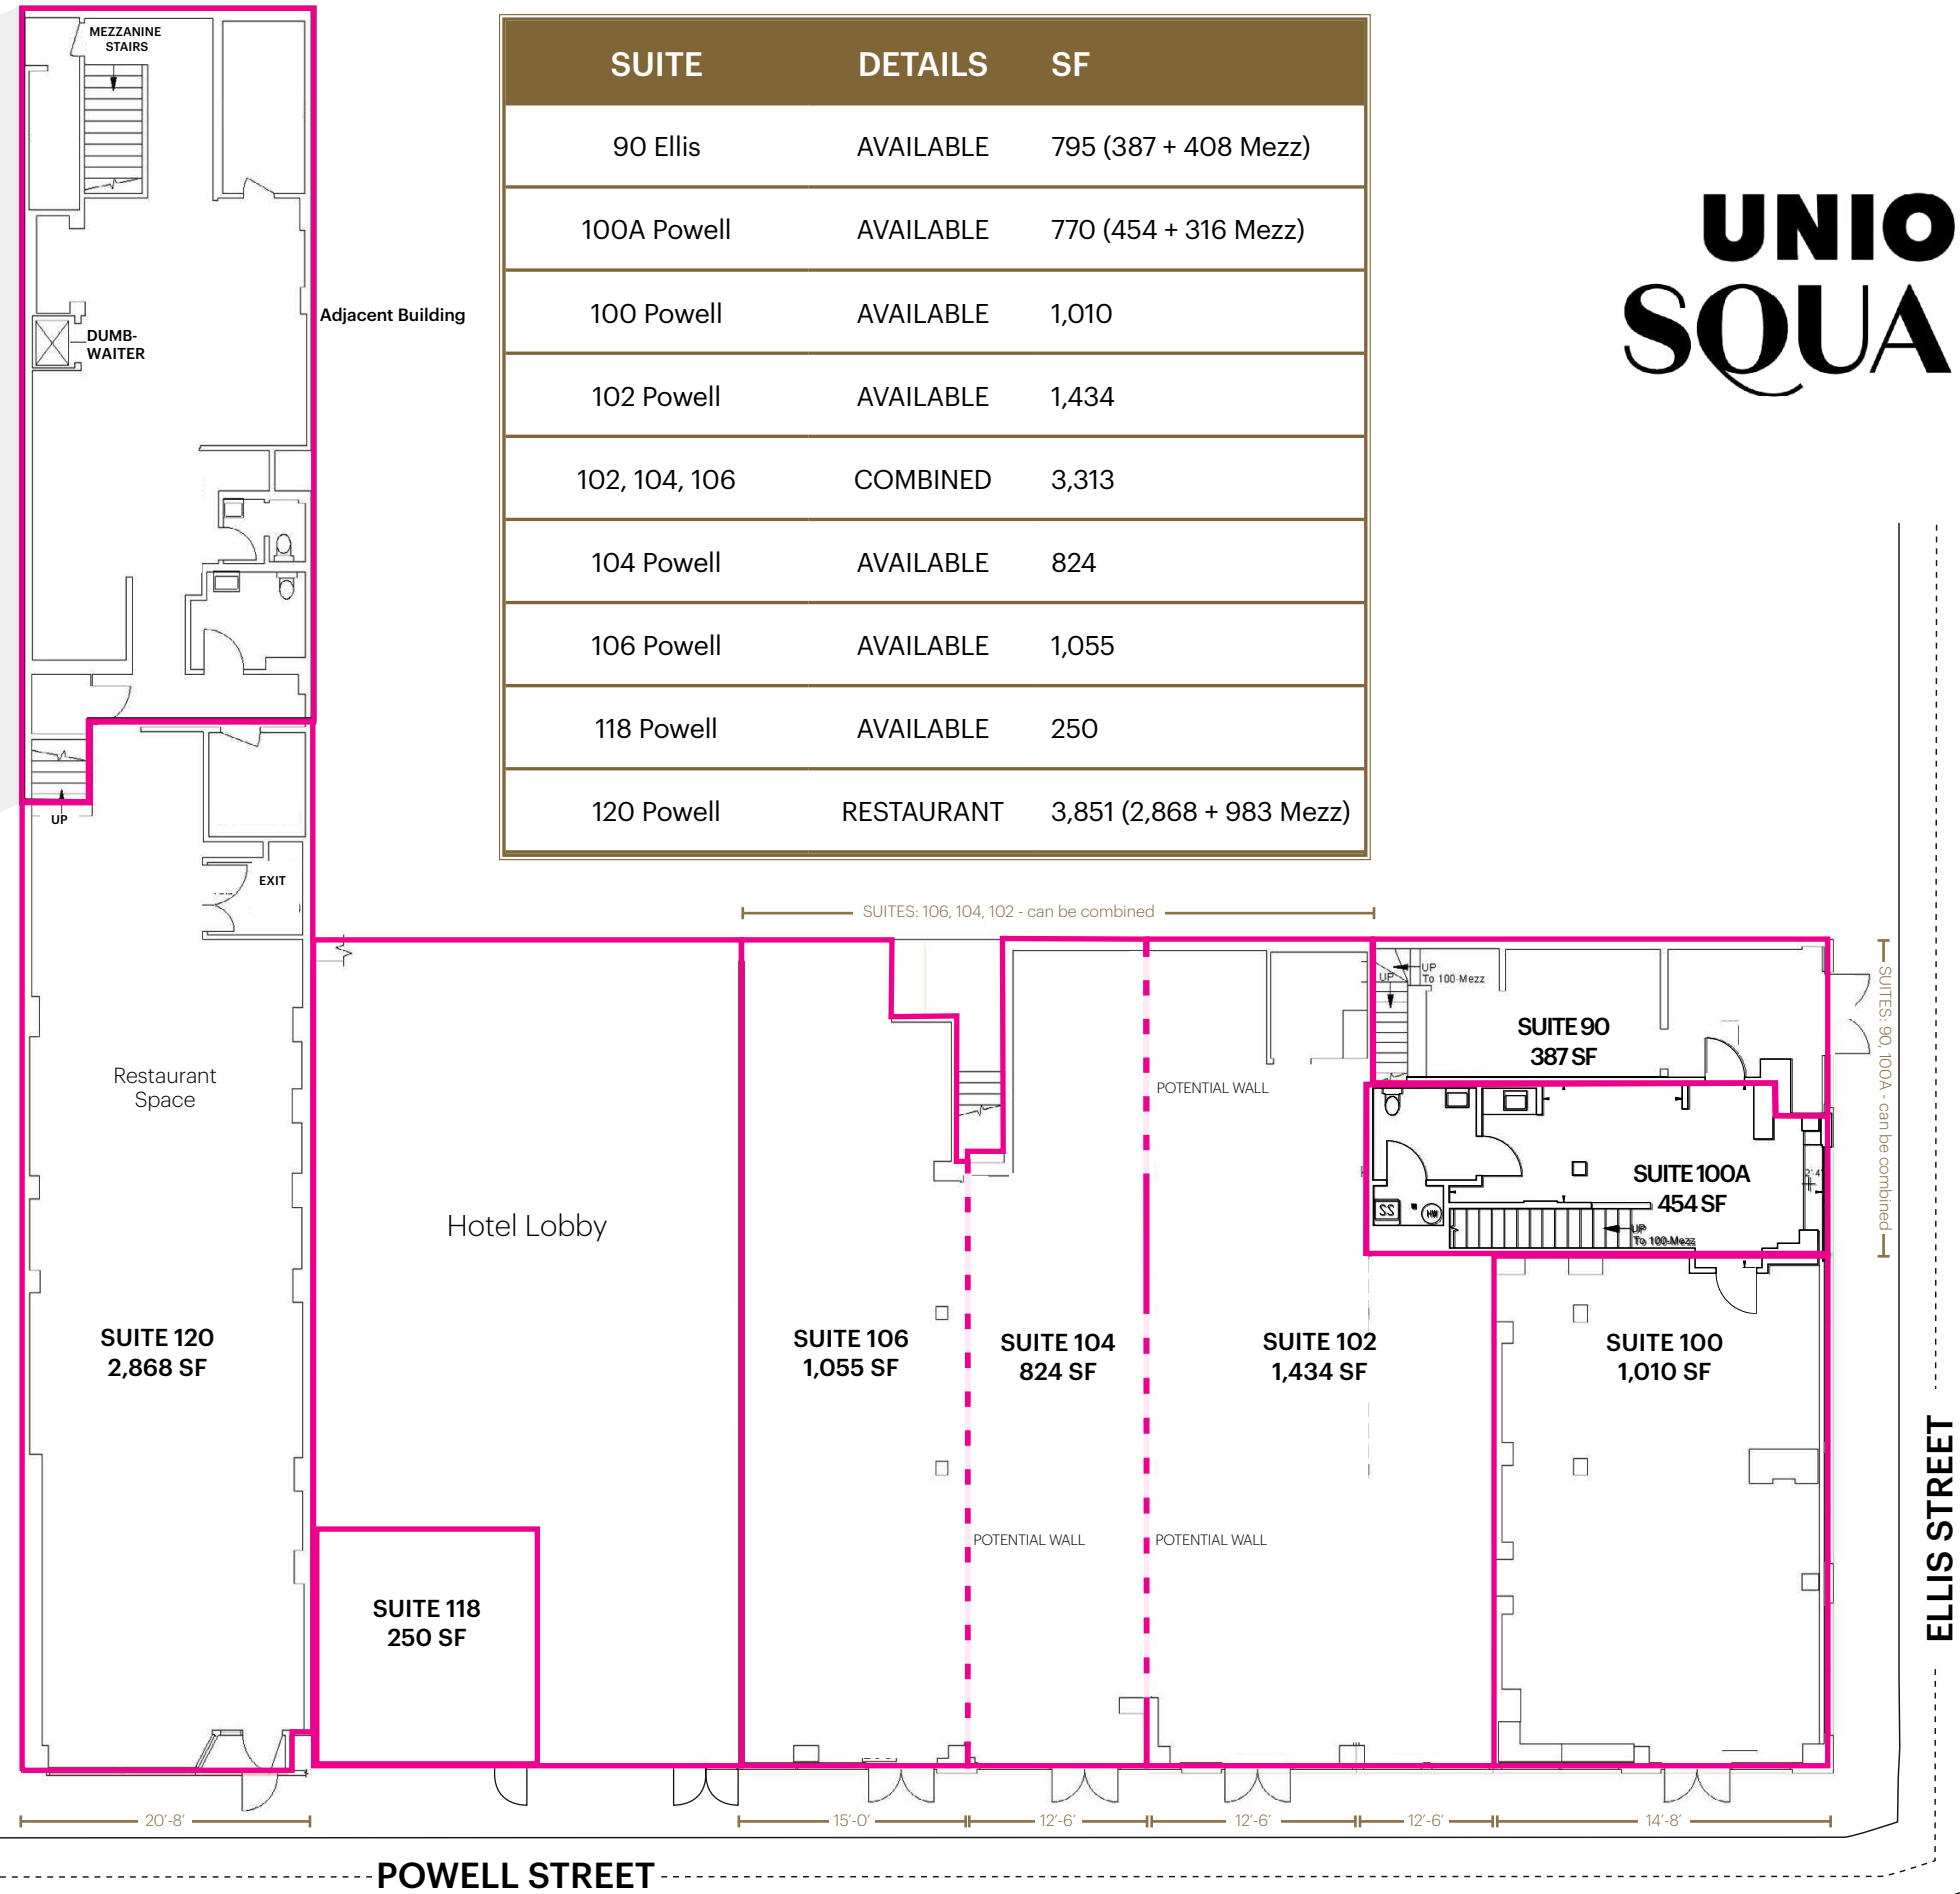 MEZZANINE
STAIRS
DUMB-
WAITER
Adjacent Building
SUITE DETAILS SF
90 Ellis AVAILABLE 795 (387 + 408 Mezz)
100A Powell AVAILABLE 770 (454 + 316 Mezz)
100 Powell AVAILABLE 1,010
102 Powell AVAILABLE 1,434
102, 104, 106 COMBINED 3,313
104 Powell AVAILABLE 824
106 Powell AVAILABLE 1,055
118 Powell AVAILABLE 250
120 Powell RESTAURANT 3,851 (2,868 + 983 Mezz)
UNIO
SQUA
UP
EXIT
Restaurant
Space
SUITE 120
2,868 SF
Hotel Lobby
SUITE 118
250 SF
SUITES: 106, 104, 102 - can be combined
SUITE 106
1,055 SF
SUITE 104
824 SF
POTENTIAL WALL
POTENTIAL WALL
POTENTIAL WALL
SUITE 102
1,434 SF
UP
UP
To 100-Mezz
SUITE 90
387 SF
SUITE 100A
454 SF
SS
HW
UP
To 100-Mezz
SUITE 100
1,010 SF
SUITES: 90, 100A - can be combined
ELLIS STREET
20'-8'
15'-0'
12'-6'
12'-6'
12'-6'
14'-8'
POWELL STREET